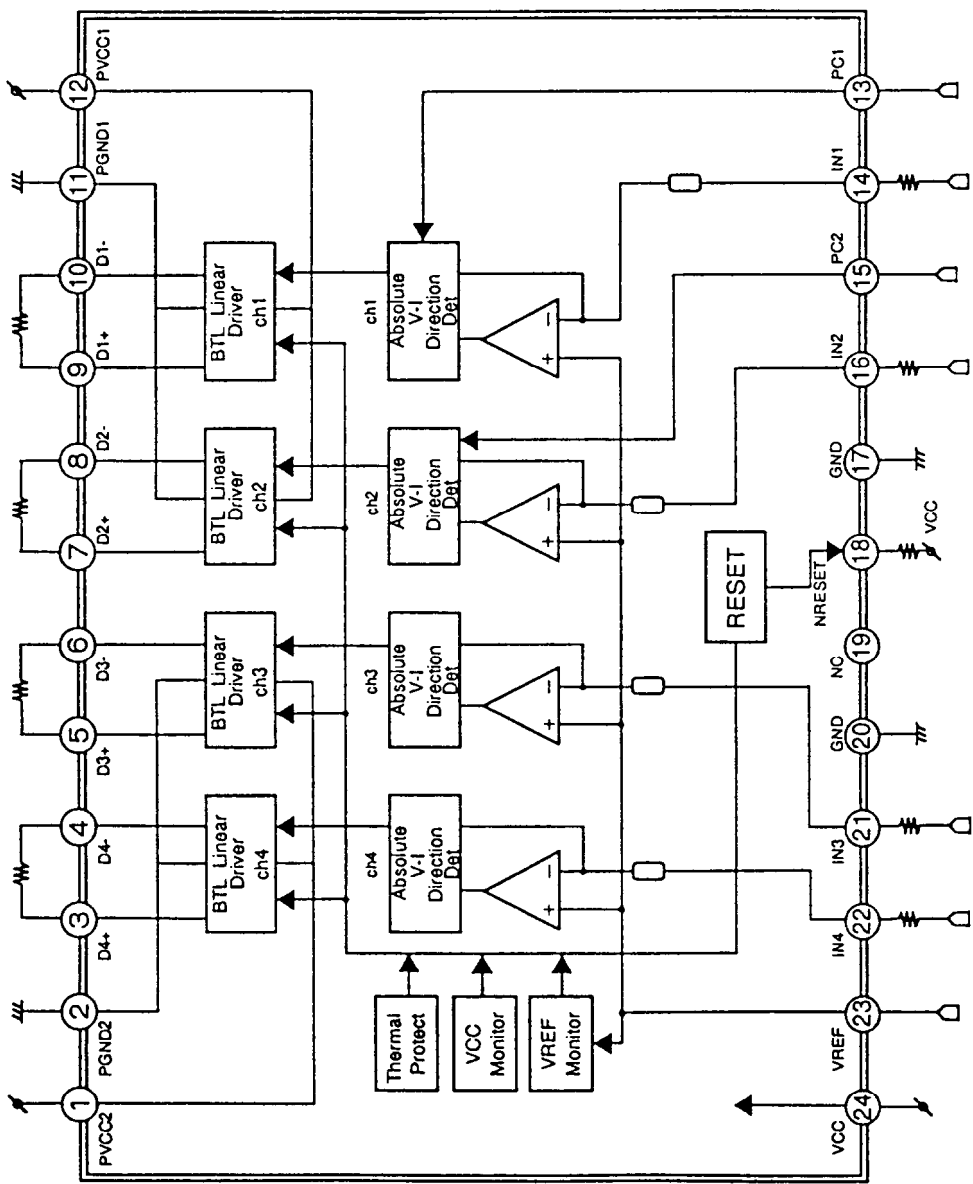 12
PVCC1
11
PGND1
10
D1-
9
D1+
8
D2-
7
D2+
6
D3-
5
D3+
4
D4-
3
D4+
2
PGND2
1
PVCC2
BTL Linear
Driver
ch1
BTL Linear
Driver
ch2
BTL Linear
Driver
ch3
BTL Linear
Driver
ch4
ch1
Absolute
V-I
Direction
Det
ch2
Absolute
V-I
Direction
Det
ch3
Absolute
V-I
Direction
Det
ch4
Absolute
V-I
Direction
Det
-
+
-
+
-
+
-
+
Thermal
Protect
VCC
Monitor
VREF
Monitor
RESET
NRESET
PC1
13
IN1
14
PC2
15
IN2
16
GND
17
18
VCC
NC
19
GND
20
IN3
21
IN4
22
VREF
23
VCC
24